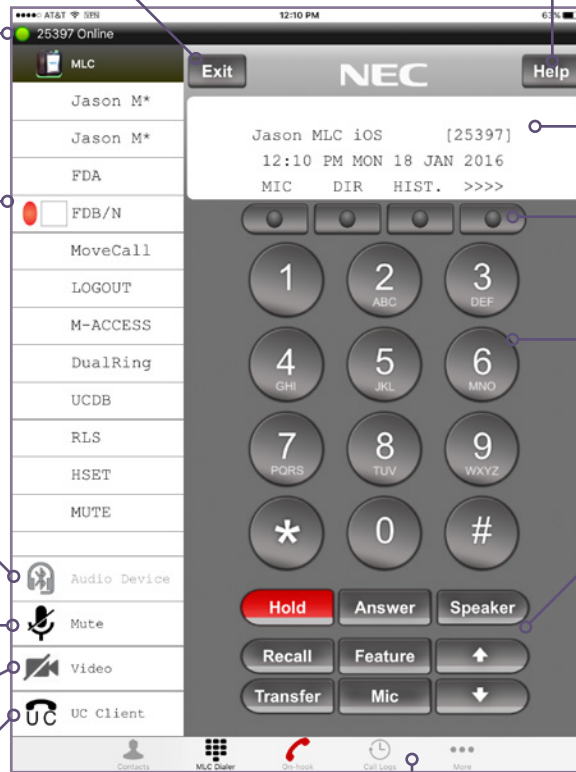 AT&T VPN 12:10 PM 63%
25397 Online
MLC
Jason M*
Jason M*
FDA
FDB/N
MoveCall
LOGOUT
M-ACCESS
DualRing
UCDB
RLS
HSET
MUTE
Audio Device
Mute
Video
UC UC Client
Exit NEC Help
Jason MLC iOS [25397]
12:10 PM MON 18 JAN 2016
MIC DIR HIST. >>>>
1 2 3
ABC DEF
4 5 6
GHI JKL MNO
7 8 9
PQRS TUV WXYZ
* 0 #
Hold Answer Speaker
Recall Feature
Transfer Mic
Contacts MLC Dialer On-hook Call Logs More